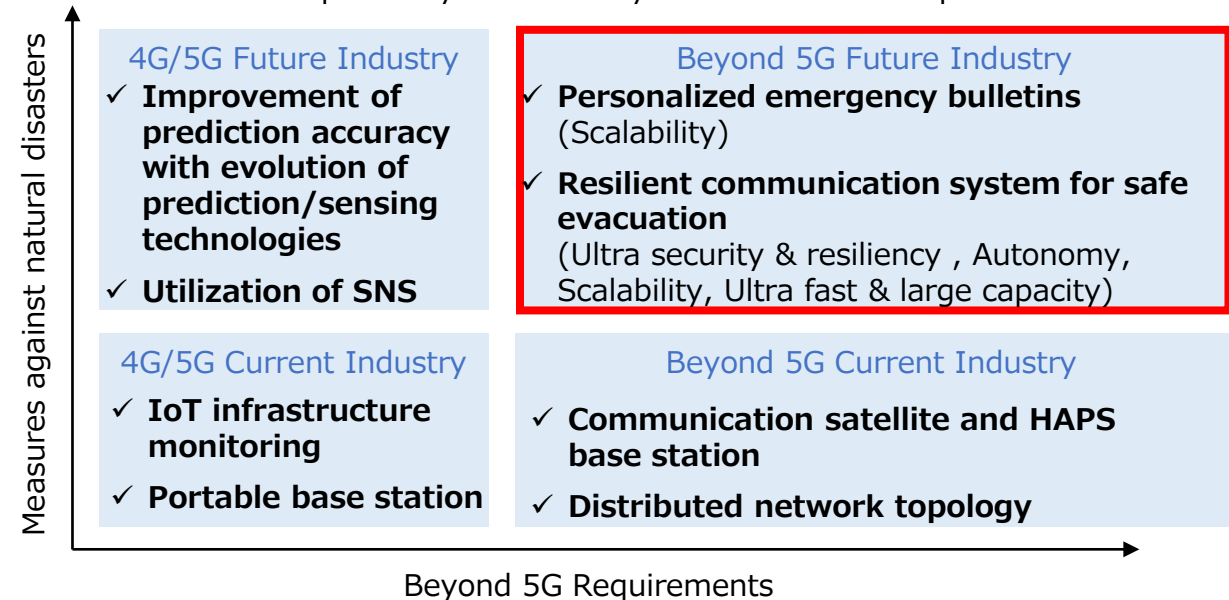 Measures against natural disasters
4G/5G Future Industry
✓ Improvement of
prediction accuracy
with evolution of
prediction/sensing
technologies
✓ Utilization of SNS
Beyond 5G Future Industry
✓ Personalized emergency bulletins
(Scalability)
✓ Resilient communication system for safe
evacuation
(Ultra security & resiliency , Autonomy,
Scalability, Ultra fast & large capacity)
4G/5G Current Industry
✓ IoT infrastructure
monitoring
✓ Portable base station
Beyond 5G Current Industry
✓ Communication satellite and HAPS
base station
✓ Distributed network topology
Beyond 5G Requirements